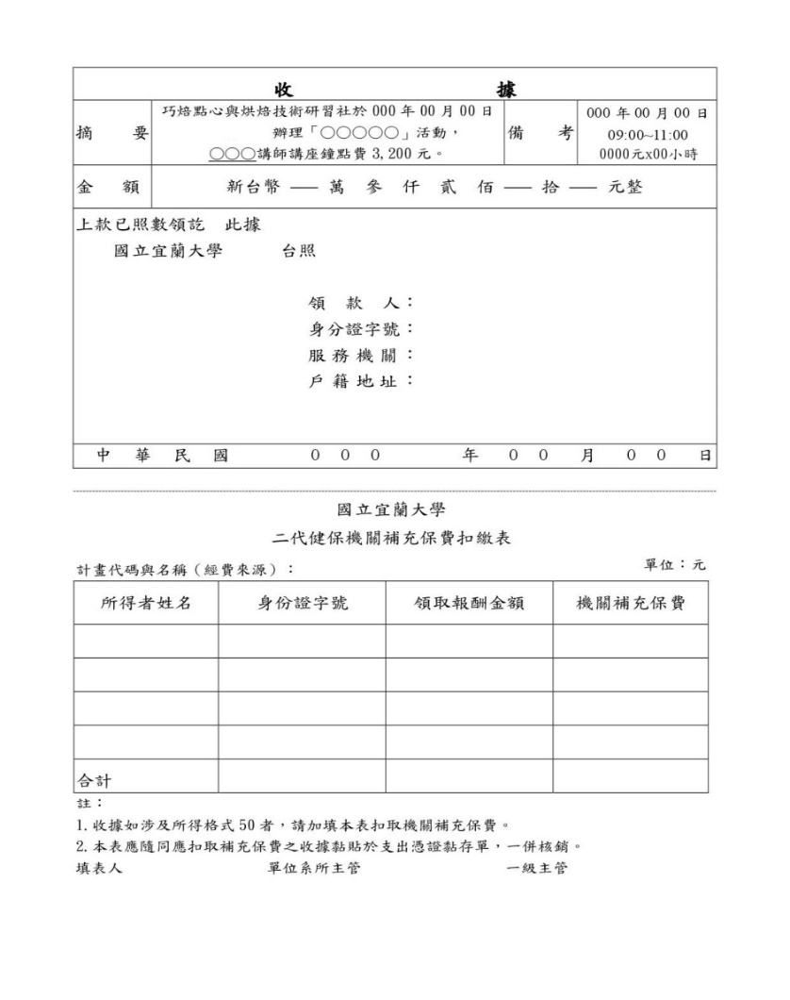 收 據
摘 要
巧焙點心與烘焙技術研習社於 000 年 00 月 00 日
辦理「○○○○○」活動，
○○○講師講座鐘點費 3,200 元。
備 考
000 年 00 月 00 日
09:00~11:00
0000元x00小時
金 額
新台幣 —— 萬 參 仟 貳 佰 —— 拾 —— 元整
上款已照數領訖 此據
國立宜蘭大學 台照
領 款 人：
身分證字號：
服務機關：
戶籍地址：
中 華 民 國 0 0 0 年 0 0 月 0 0 日
國立宜蘭大學
二代健保機關補充保費扣繳表
計畫代碼與名稱（經費來源）： 單位：元
所得者姓名 身份證字號 領取報酬金額 機關補充保費
合計
註：
1. 收據如涉及所得格式 50 者，請加填本表扣取機關補充保費。
2. 本表應隨同應扣取補充保費之收據黏貼於支出憑證黏存單，一併核銷。
填表人 單位系所主管 一級主管